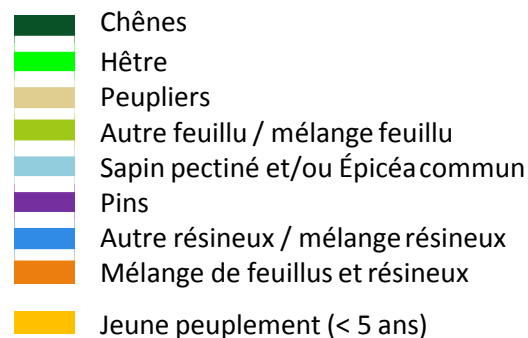 Chênes
Hêtre
Peupliers
Autre feuillu / mélange feuillu
Sapin pectiné et/ou Épicéa commun
Pins
Autre résineux / mélange résineux
Mélange de feuillus et résineux
Jeune peuplement (< 5 ans)